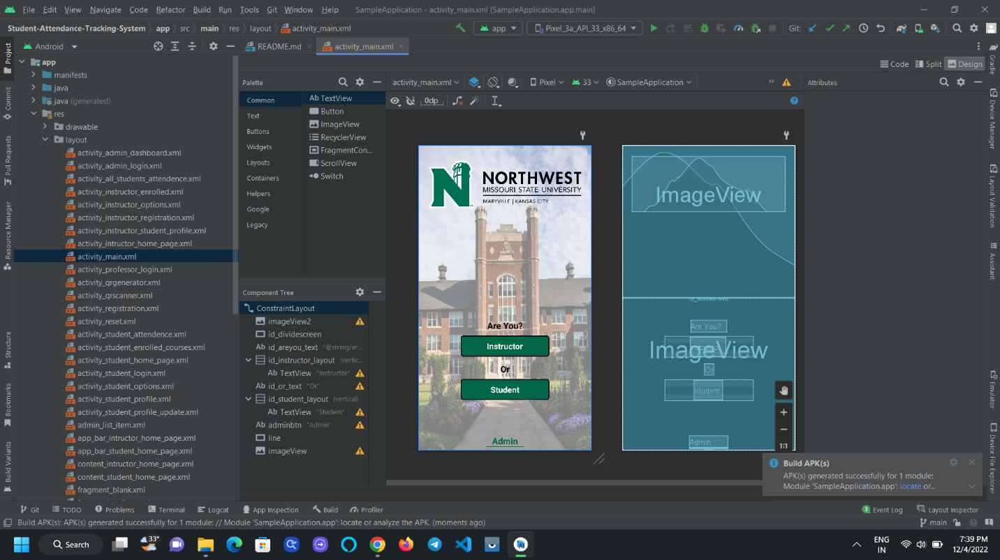 File Edit View Navigate Code Refactor Build Run Tools Git Window Help SampleApplication - activity_main.xml [SampleApplication.app.main]
Student-Attendance-Tracking-System app src main res layout activity_main.xml app Pixel_3a_API_33_x86_64 Git:
Android README.md activity_main.xml
Code Split Design
Project
Commit
Pull Requests
Resource Manager
Structure
Bookmarks
Build Variants
app
manifests
java
java (generated)
res
drawable
layout
activity_admin_dashboard.xml
activity_admin_login.xml
activity_all_students_attendence.xml
activity_instructor_enrolled.xml
activity_instructor_options.xml
activity_instructor_registration.xml
activity_instructor_student_profile.xml
activity_intructor_home_page.xml
activity_main.xml
activity_professor_login.xml
activity_qrgenerator.xml
activity_qrscanner.xml
activity_registration.xml
activity_reset.xml
activity_student_attendence.xml
activity_student_enrolled_courses.xml
activity_student_home_page.xml
activity_student_login.xml
activity_student_options.xml
activity_student_profile.xml
activity_student_profile_update.xml
admin_list_item.xml
app_bar_intructor_home_page.xml
app_bar_student_home_page.xml
content_intructor_home_page.xml
content_student_home_page.xml
fragment_blank.xml
Palette
Common
Text
Buttons
Widgets
Layouts
Containers
Helpers
Google
Legacy
Ab TextView
Button
ImageView
RecyclerView
FragmentCon...
ScrollView
Switch
Component Tree
ConstraintLayout
imageView2
id_dividescreen
Ab id_areyou_text "@string/ar...
id_instructor_layout (vertic...
Ab TextView "Instructor"
Ab id_or_text "Or"
id_student_layout (vertical)
Ab TextView "Student"
Ab adminbtn "Admin"
line
imageView
activity_main.xml Pixel 33 SampleApplication
0dp
N NORTHWEST
MISSOURI STATE UNIVERSITY
MARYVILLE | KANSAS CITY
Are You?
Instructor
Or
Student
Admin
ImageView
id_dividescreen
Are You?
ImageView
Or
Student
Admin
1:1
Attributes
Gradle
Device Manager
Layout Validation
Assistant
Emulator
Device File Explorer
Build APK(s)
APK(s) generated successfully for 1 module:
Module 'SampleApplication.app': locate or...
Git TODO Problems Terminal Logcat App Inspection Build Profiler 3 Event Log Layout Inspector
Build APK(s): APK(s) generated successfully for 1 module: // Module 'SampleApplication.app': locate or analyze the APK. (moments ago) main
Search 33° ENG IN 7:39 PM 12/4/2022